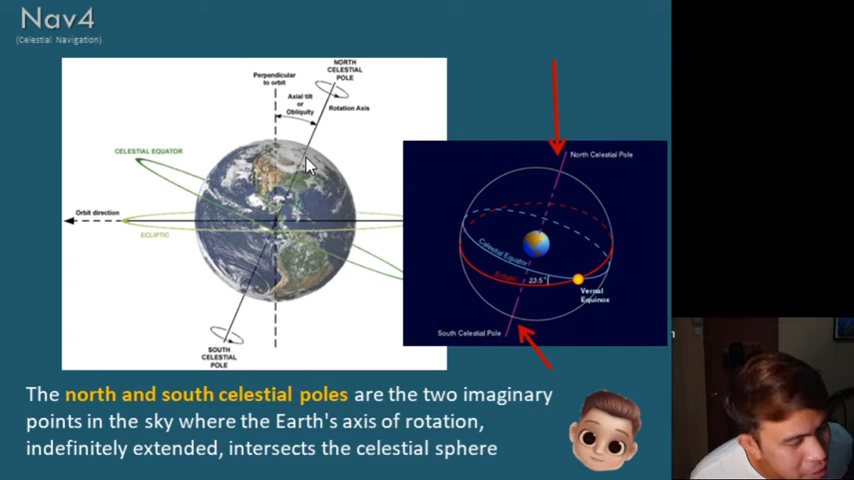 Nav4
(Celestial Navigation)
NORTH
CELESTIAL
POLE
Perpendicular
to orbit
Axial tilt
or
Obliquity
Rotation Axis
CELESTIAL EQUATOR
Orbit direction
ECLIPTIC
SOUTH
CELESTIAL
POLE
North Celestial Pole
Celestial Equator
Ecliptic
23.5°
Vernal
Equinox
South Celestial Pole
The north and south celestial poles are the two imaginary
points in the sky where the Earth's axis of rotation,
indefinitely extended, intersects the celestial sphere